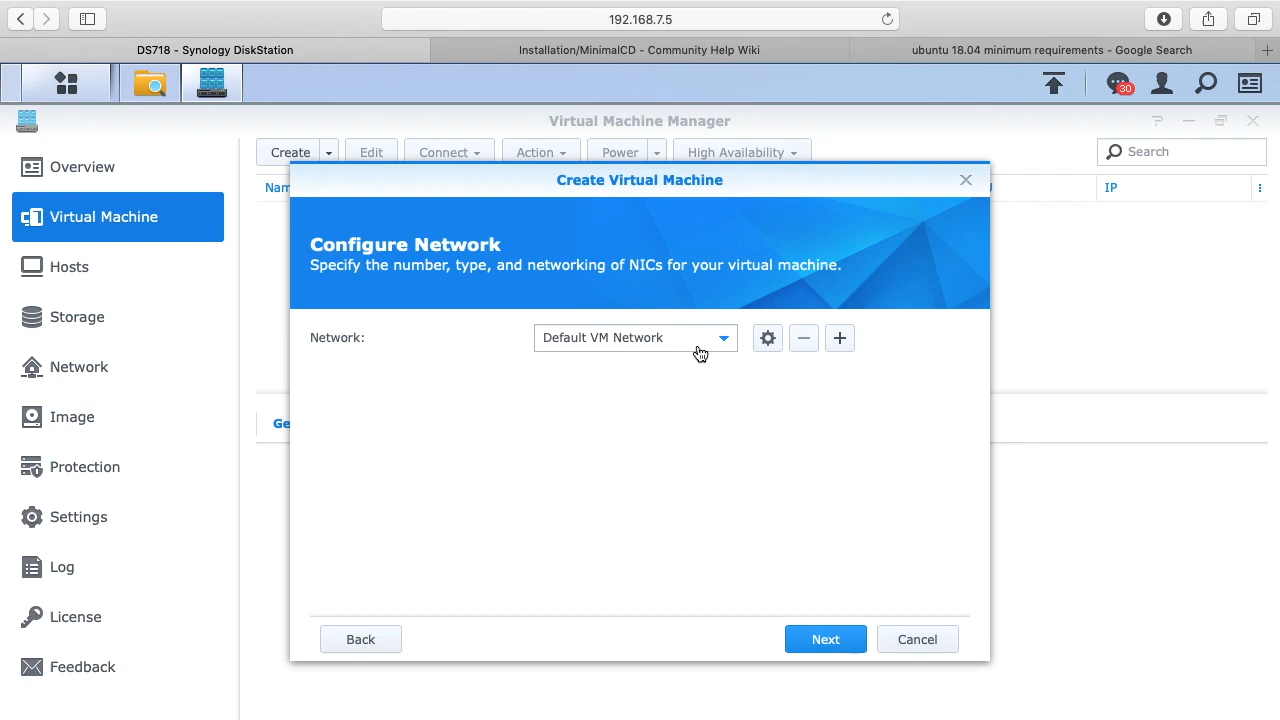 192.168.7.5
DS718 - Synology DiskStation
Installation/MinimalCD - Community Help Wiki
ubuntu 18.04 minimum requirements - Google Search
30
Virtual Machine Manager
Overview
Virtual Machine
Hosts
Storage
Network
Image
Protection
Settings
Log
License
Feedback
Create
Edit
Connect
Action
Power
High Availability
Search
Nam
IP
Ge
Create Virtual Machine
Configure Network
Specify the number, type, and networking of NICs for your virtual machine.
Network:
Default VM Network
Back
Next
Cancel